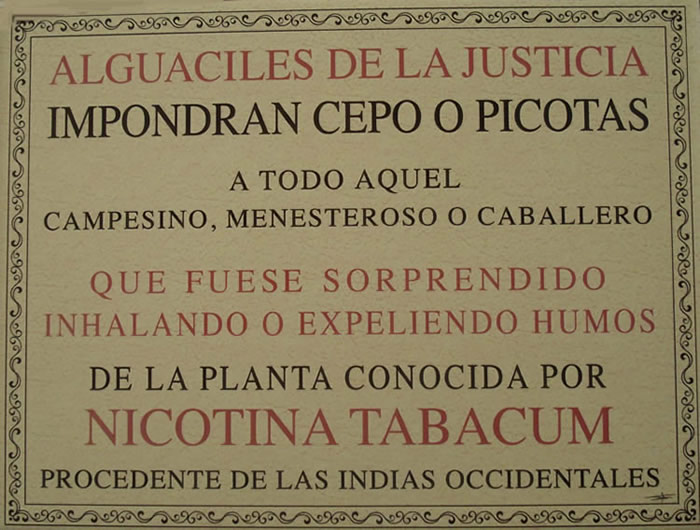 ALGUACILES DE LA JUSTICIA
IMPONDRAN CEPO O PICOTAS
A TODO AQUEL
CAMPESINO, MENESTEROSO O CABALLERO
QUE FUESE SORPRENDIDO
INHALANDO O EXPELIENDO HUMOS
DE LA PLANTA CONOCIDA POR
NICOTINA TABACUM
PROCEDENTE DE LAS INDIAS OCCIDENTALES